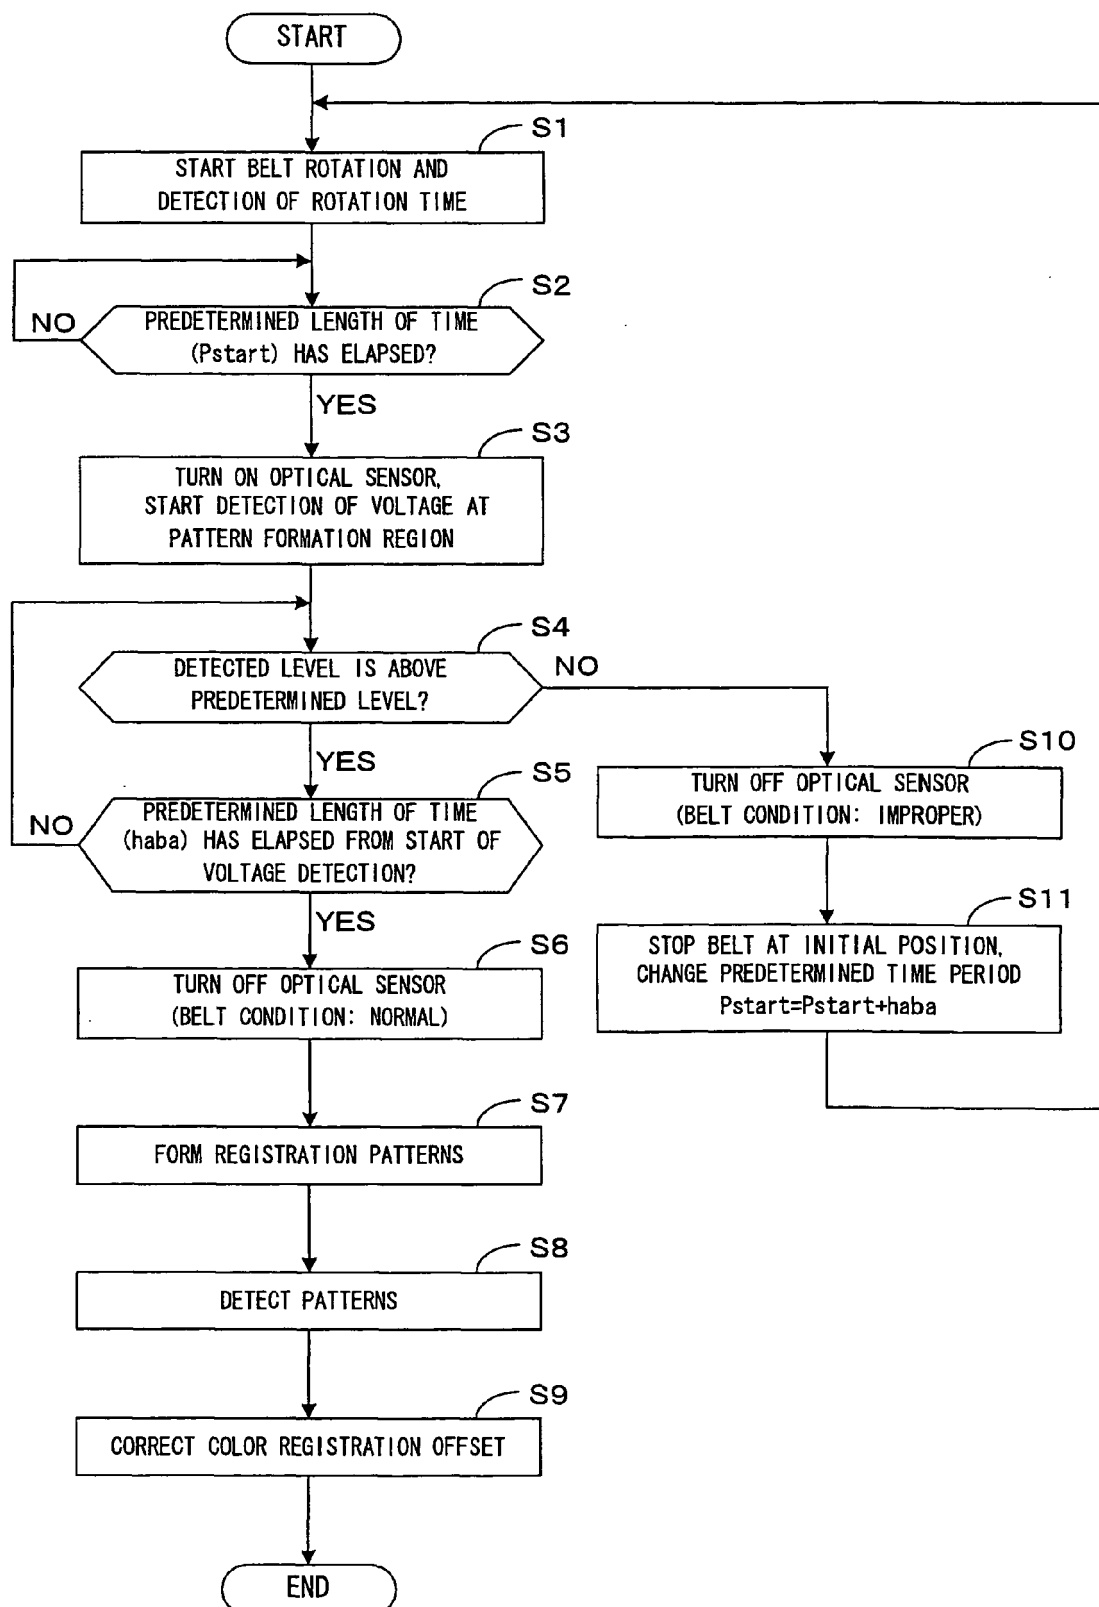 START
S1
START BELT ROTATION AND
DETECTION OF ROTATION TIME
S2
NO
PREDETERMINED LENGTH OF TIME
(Pstart) HAS ELAPSED?
YES
S3
TURN ON OPTICAL SENSOR,
START DETECTION OF VOLTAGE AT
PATTERN FORMATION REGION
S4
DETECTED LEVEL IS ABOVE
PREDETERMINED LEVEL?
NO
YES
S5
NO
PREDETERMINED LENGTH OF TIME
(haba) HAS ELAPSED FROM START OF
VOLTAGE DETECTION?
YES
S6
TURN OFF OPTICAL SENSOR
(BELT CONDITION: NORMAL)
S7
FORM REGISTRATION PATTERNS
S8
DETECT PATTERNS
S9
CORRECT COLOR REGISTRATION OFFSET
END
S10
TURN OFF OPTICAL SENSOR
(BELT CONDITION: IMPROPER)
S11
STOP BELT AT INITIAL POSITION,
CHANGE PREDETERMINED TIME PERIOD
Pstart=Pstart+haba